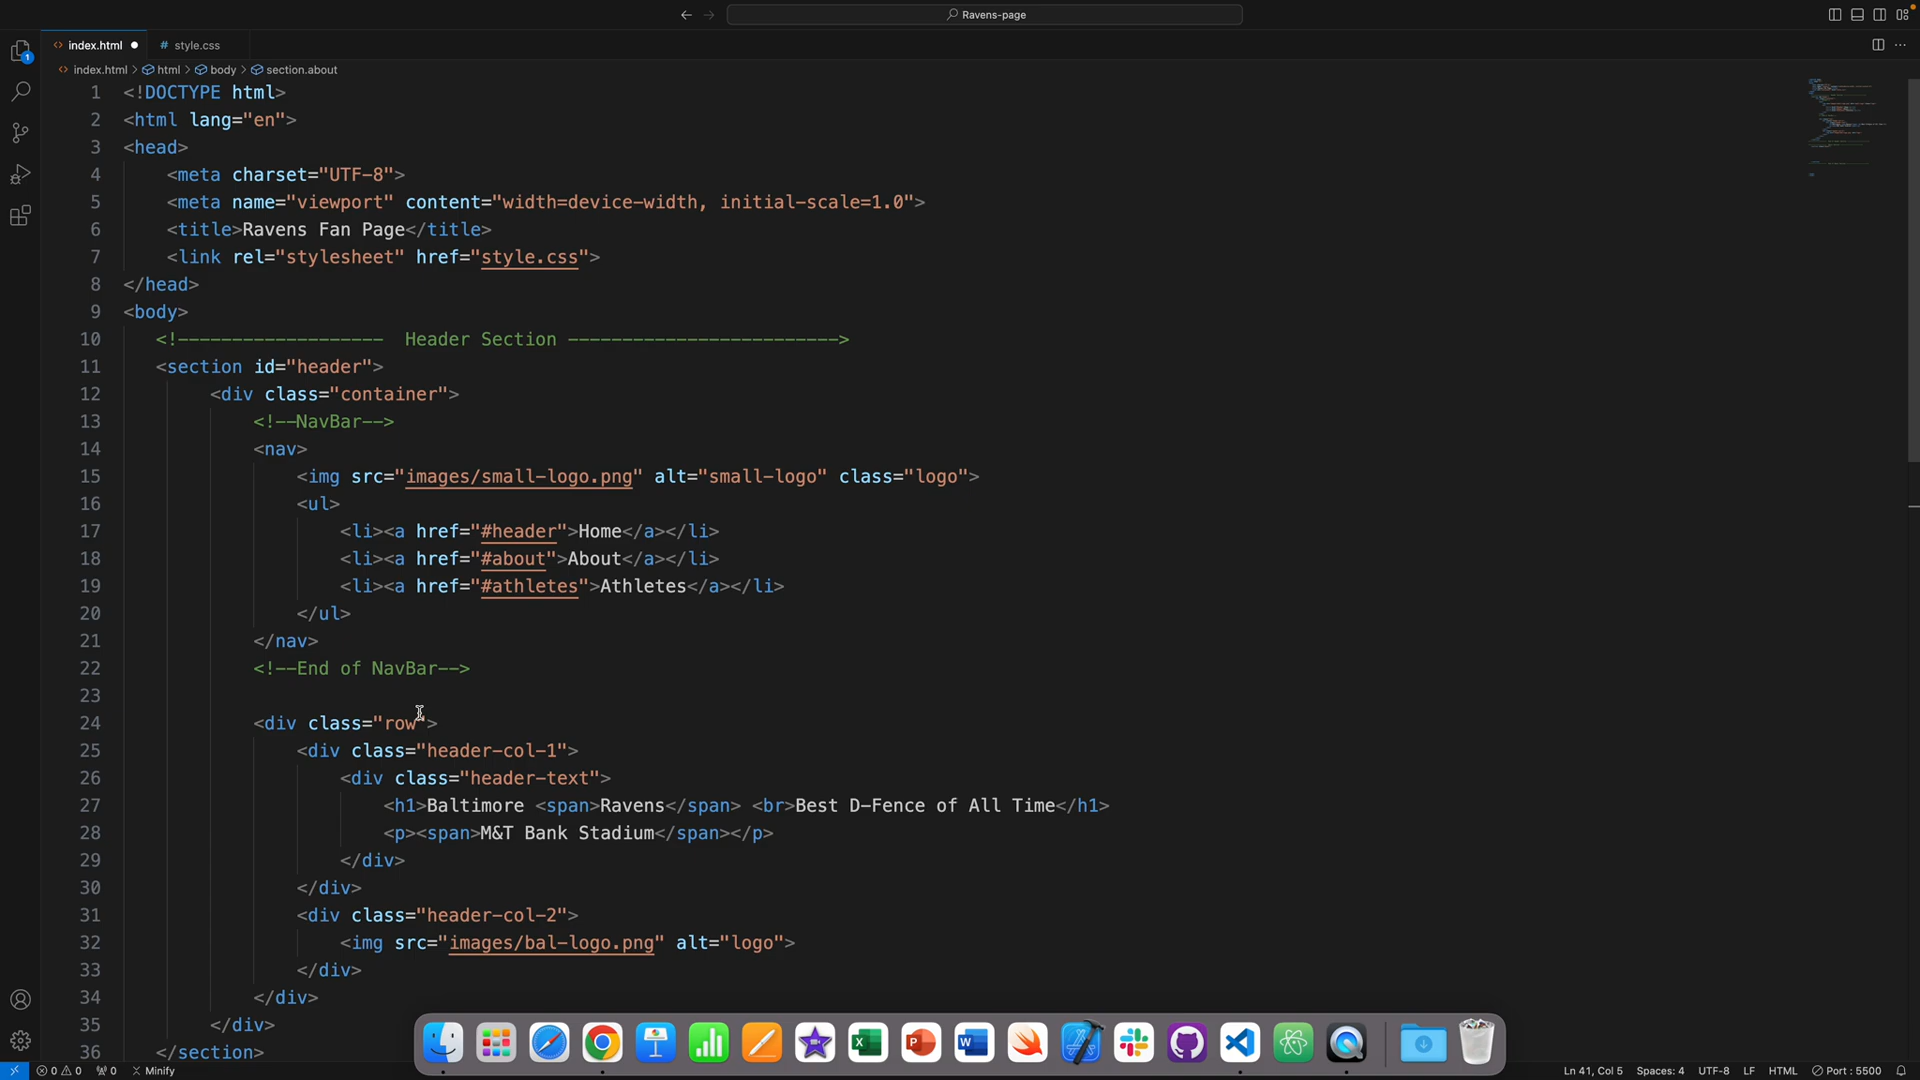 Ravens-page
index.html
style.css
index.html > html > body > section.about
1 <!DOCTYPE html>
2 <html lang="en">
3 <head>
4 <meta charset="UTF-8">
5 <meta name="viewport" content="width=device-width, initial-scale=1.0">
6 <title>Ravens Fan Page</title>
7 <link rel="stylesheet" href="style.css">
8 </head>
9 <body>
10 <!------------------- Header Section ------------------------->
11 <section id="header">
12 <div class="container">
13 <!--NavBar-->
14 <nav>
15 <img src="images/small-logo.png" alt="small-logo" class="logo">
16 <ul>
17 <li><a href="#header">Home</a></li>
18 <li><a href="#about">About</a></li>
19 <li><a href="#athletes">Athletes</a></li>
20 </ul>
21 </nav>
22 <!--End of NavBar-->
23
24 <div class="row">
25 <div class="header-col-1">
26 <div class="header-text">
27 <h1>Baltimore <span>Ravens</span> <br>Best D-Fence of All Time</h1>
28 <p><span>M&T Bank Stadium</span></p>
29 </div>
30 </div>
31 <div class="header-col-2">
32 <img src="images/bal-logo.png" alt="logo">
33 </div>
34 </div>
35 </div>
36 </section>
0 0 0 Minify Ln 41, Col 5 Spaces: 4 UTF-8 LF HTML Port : 5500